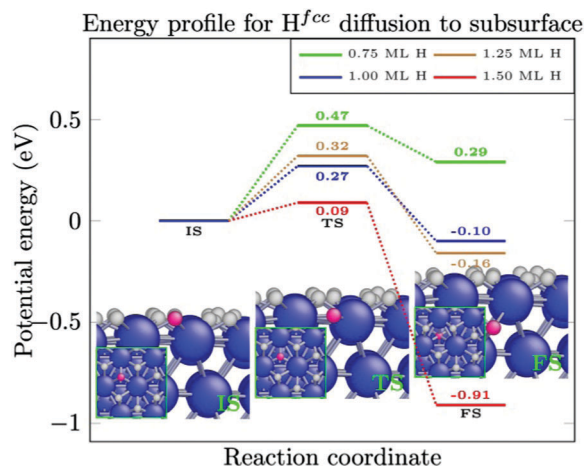 Energy profile for H^fcc diffusion to subsurface
0.75 ML H
1.25 ML H
1.00 ML H
1.50 ML H
Potential energy (eV)
0.5
0
−0.5
−1
0.47
0.32
0.27
0.09
0.29
-0.10
-0.16
-0.91
IS
TS
FS
IS
TS
FS
Reaction coordinate